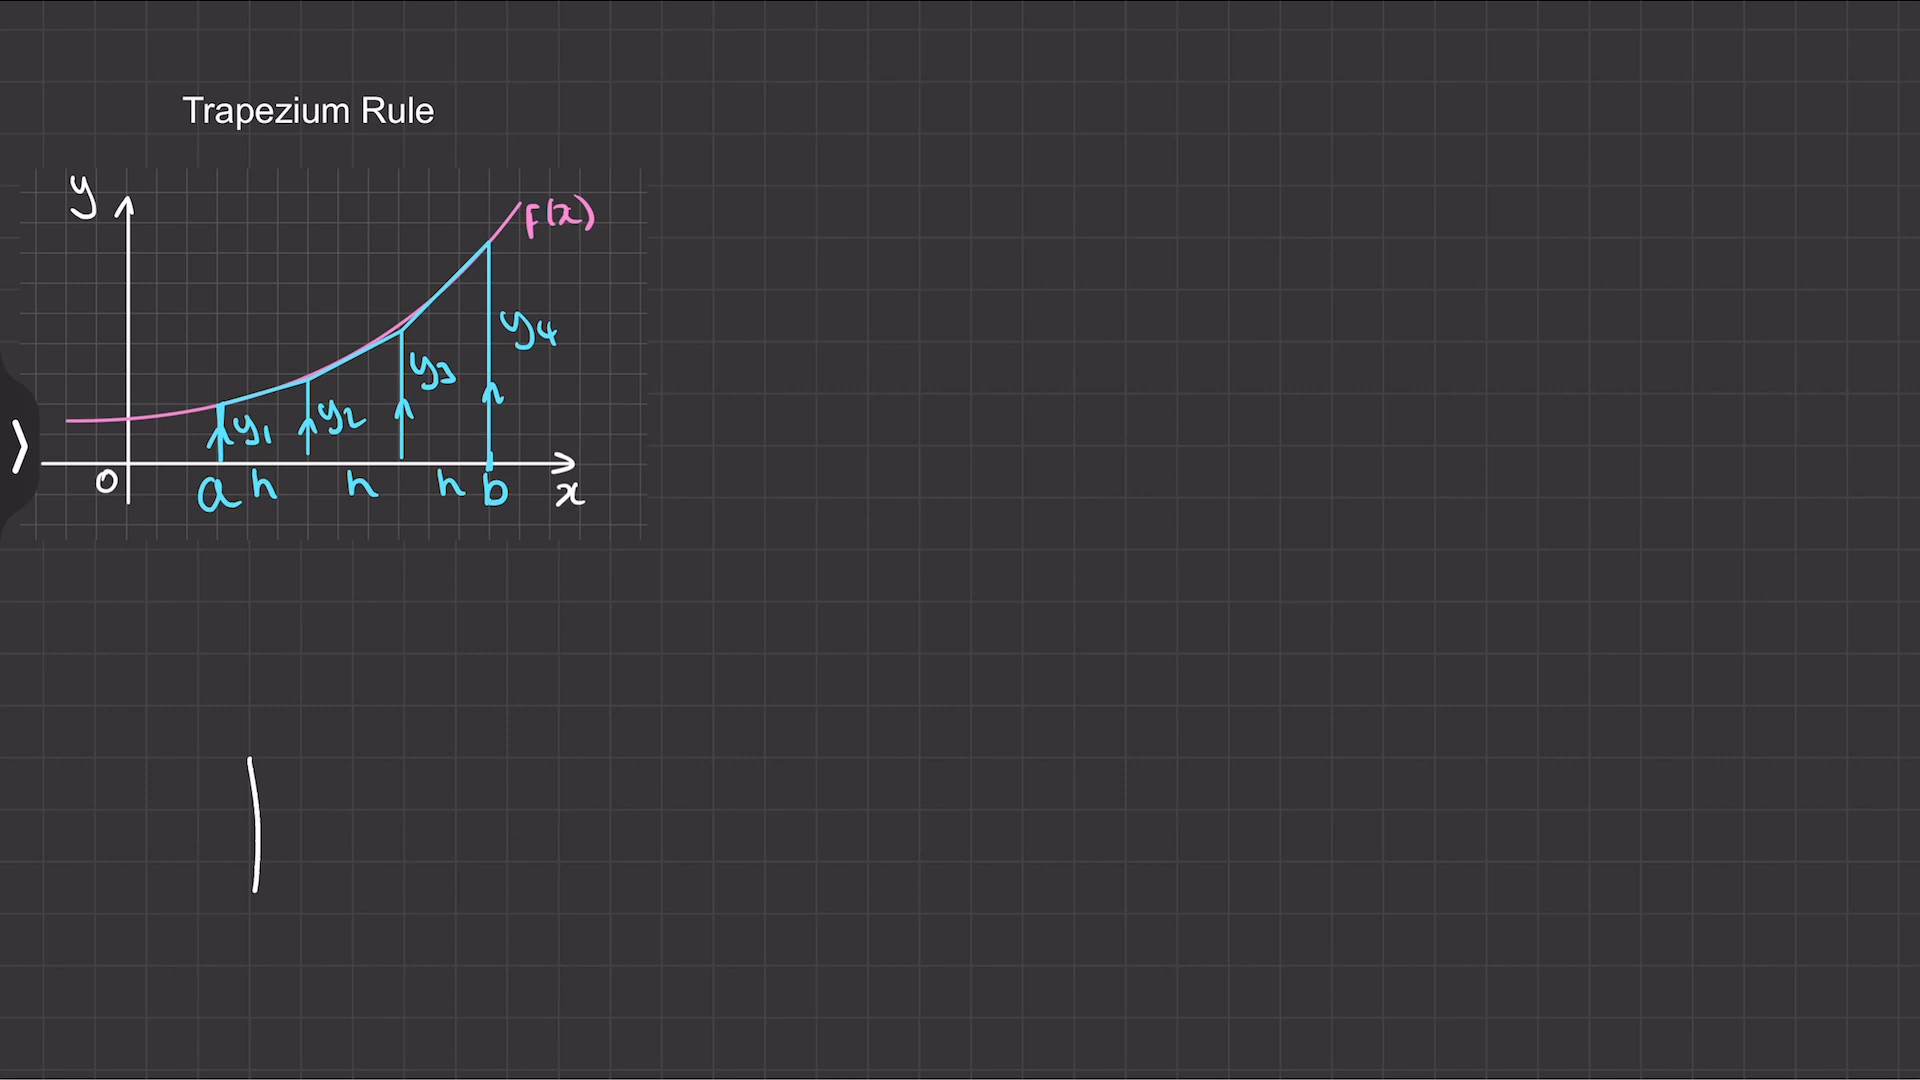 Trapezium Rule
y
f(x)
y4
y3
y2
y1
0
a h h h b
x